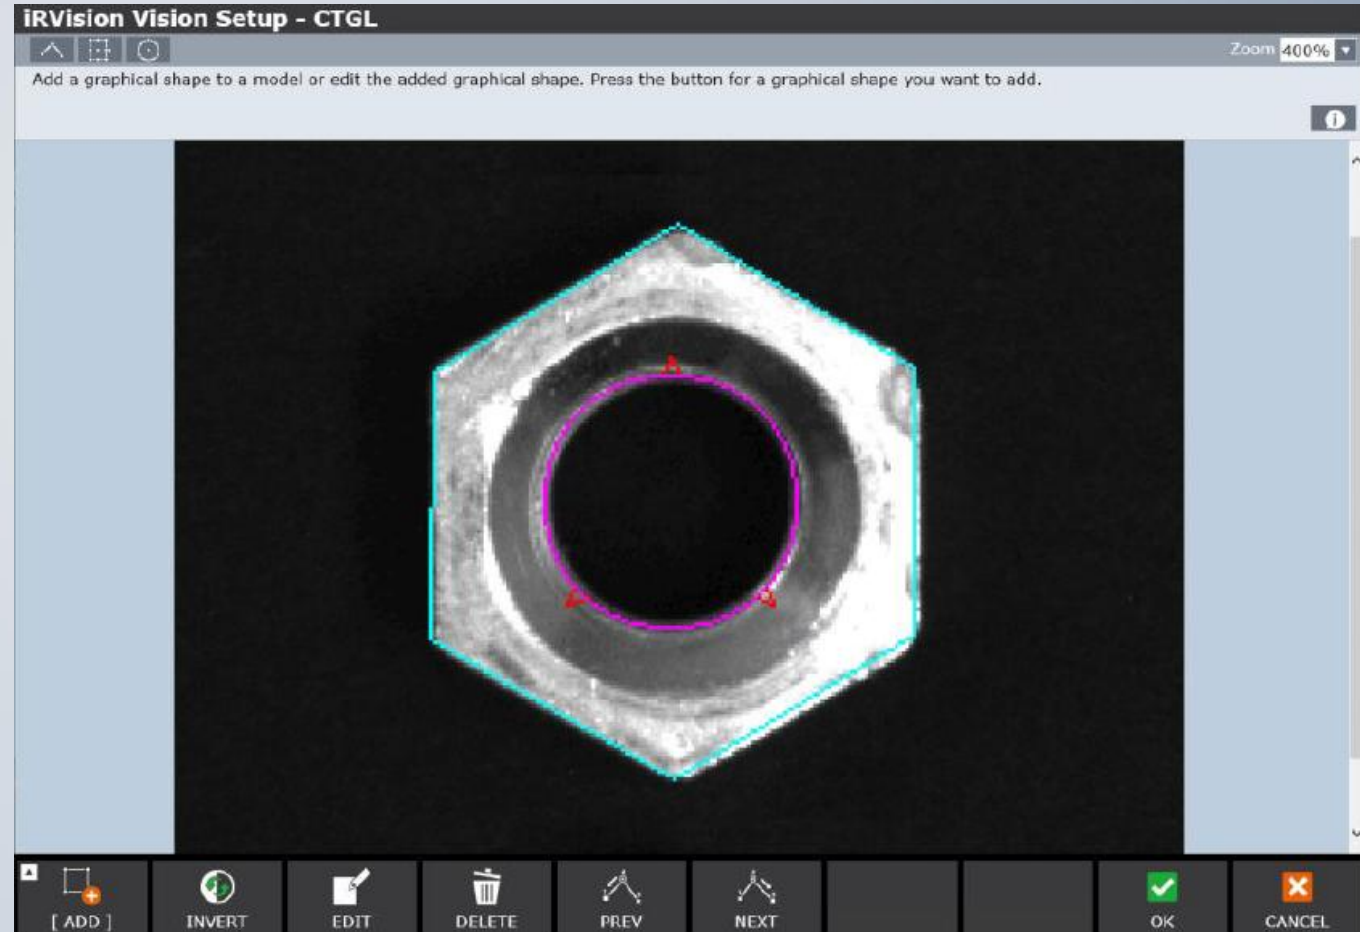 iRVision Vision Setup - CTGL
Zoom 400%
Add a graphical shape to a model or edit the added graphical shape. Press the button for a graphical shape you want to add.
[ ADD ] INVERT EDIT DELETE PREV NEXT OK CANCEL